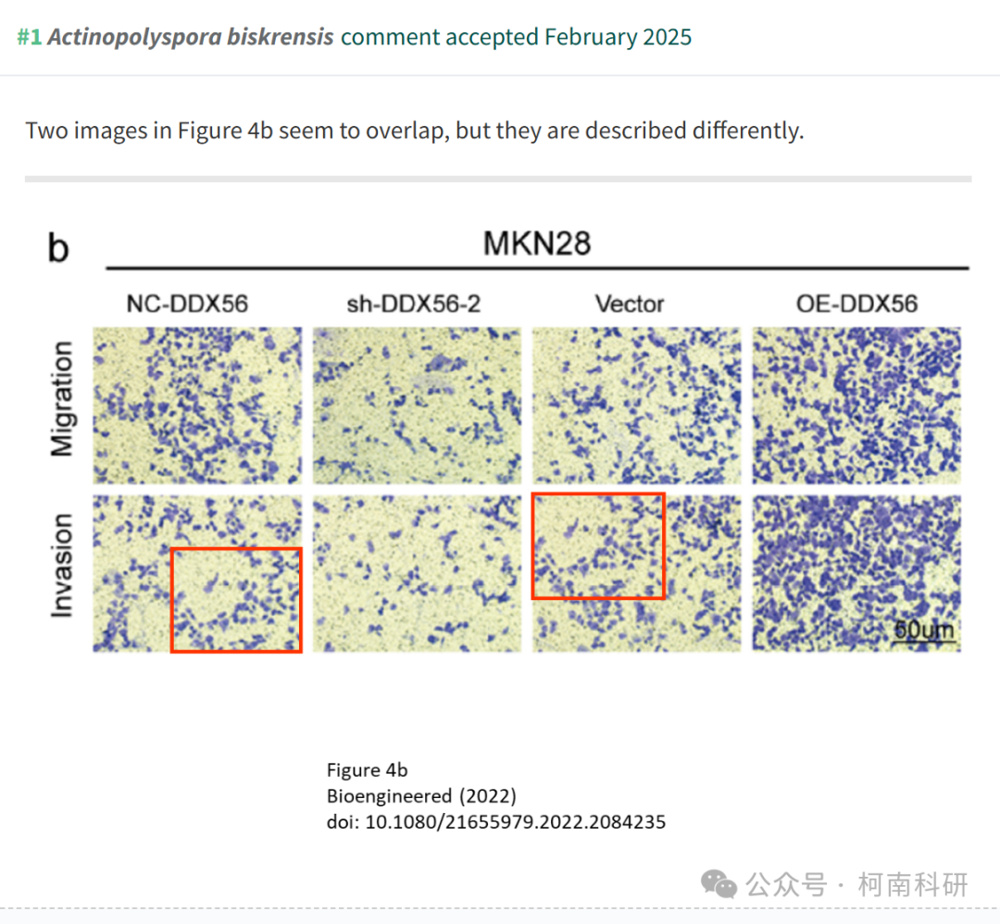 #1 Actinopolyspora biskrensis comment accepted February 2025
Two images in Figure 4b seem to overlap, but they are described differently.
b
MKN28
NC-DDX56 sh-DDX56-2 Vector OE-DDX56
Migration
Invasion
50um
Figure 4b
Bioengineered (2022)
doi: 10.1080/21655979.2022.2084235
公众号 · 柯南科研